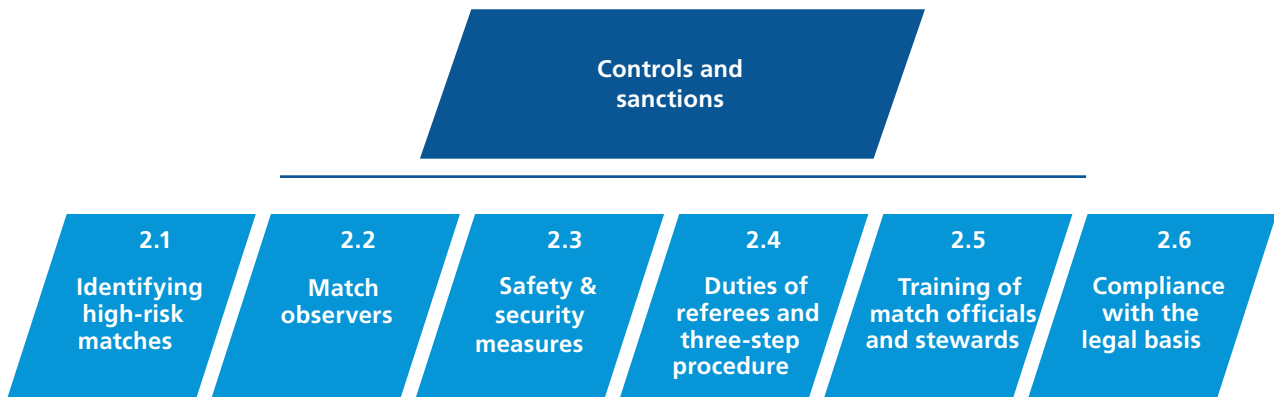 Controls and
sanctions
2.1
Identifying
high-risk
matches
2.2
Match
observers
2.3
Safety &
security
measures
2.4
Duties of
referees and
three-step
procedure
2.5
Training of
match officials
and stewards
2.6
Compliance
with the
legal basis